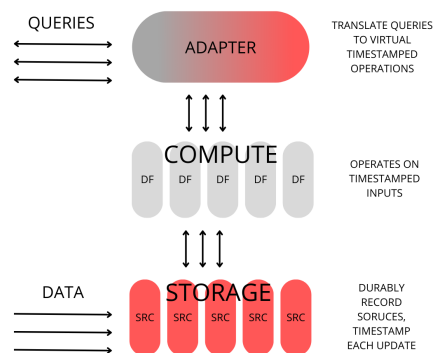 QUERIES
ADAPTER
TRANSLATE QUERIES
TO VIRTUAL
TIMESTAMPED
OPERATIONS
COMPUTE
DF DF DF DF DF
OPERATES ON
TIMESTAMPED
INPUTS
DATA
STORAGE
SRC SRC SRC SRC SRC
DURABLY
RECORD
SORUCES,
TIMESTAMP
EACH UPDATE